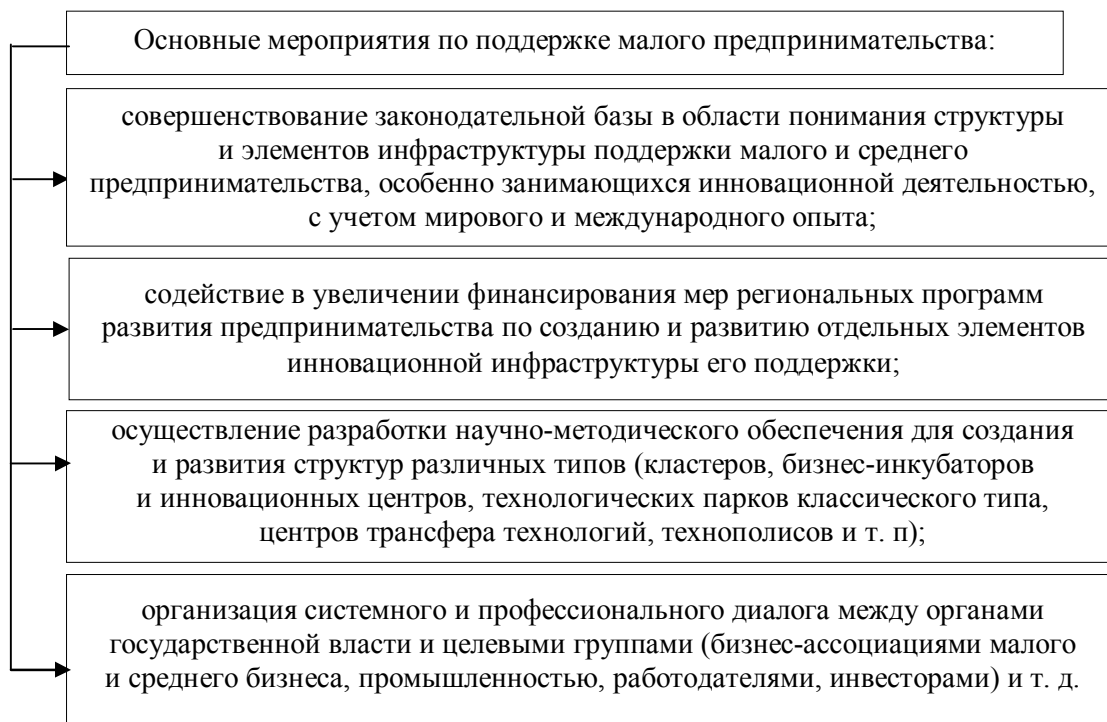 Основные мероприятия по поддержке малого предпринимательства:
совершенствование законодательной базы в области понимания структуры
и элементов инфраструктуры поддержки малого и среднего
предпринимательства, особенно занимающихся инновационной деятельностью,
с учетом мирового и международного опыта;
содействие в увеличении финансирования мер региональных программ
развития предпринимательства по созданию и развитию отдельных элементов
инновационной инфраструктуры его поддержки;
осуществление разработки научно-методического обеспечения для создания
и развития структур различных типов (кластеров, бизнес-инкубаторов
и инновационных центров, технологических парков классического типа,
центров трансфера технологий, технополисов и т. п);
организация системного и профессионального диалога между органами
государственной власти и целевыми группами (бизнес-ассоциациями малого
и среднего бизнеса, промышленностью, работодателями, инвесторами) и т. д.